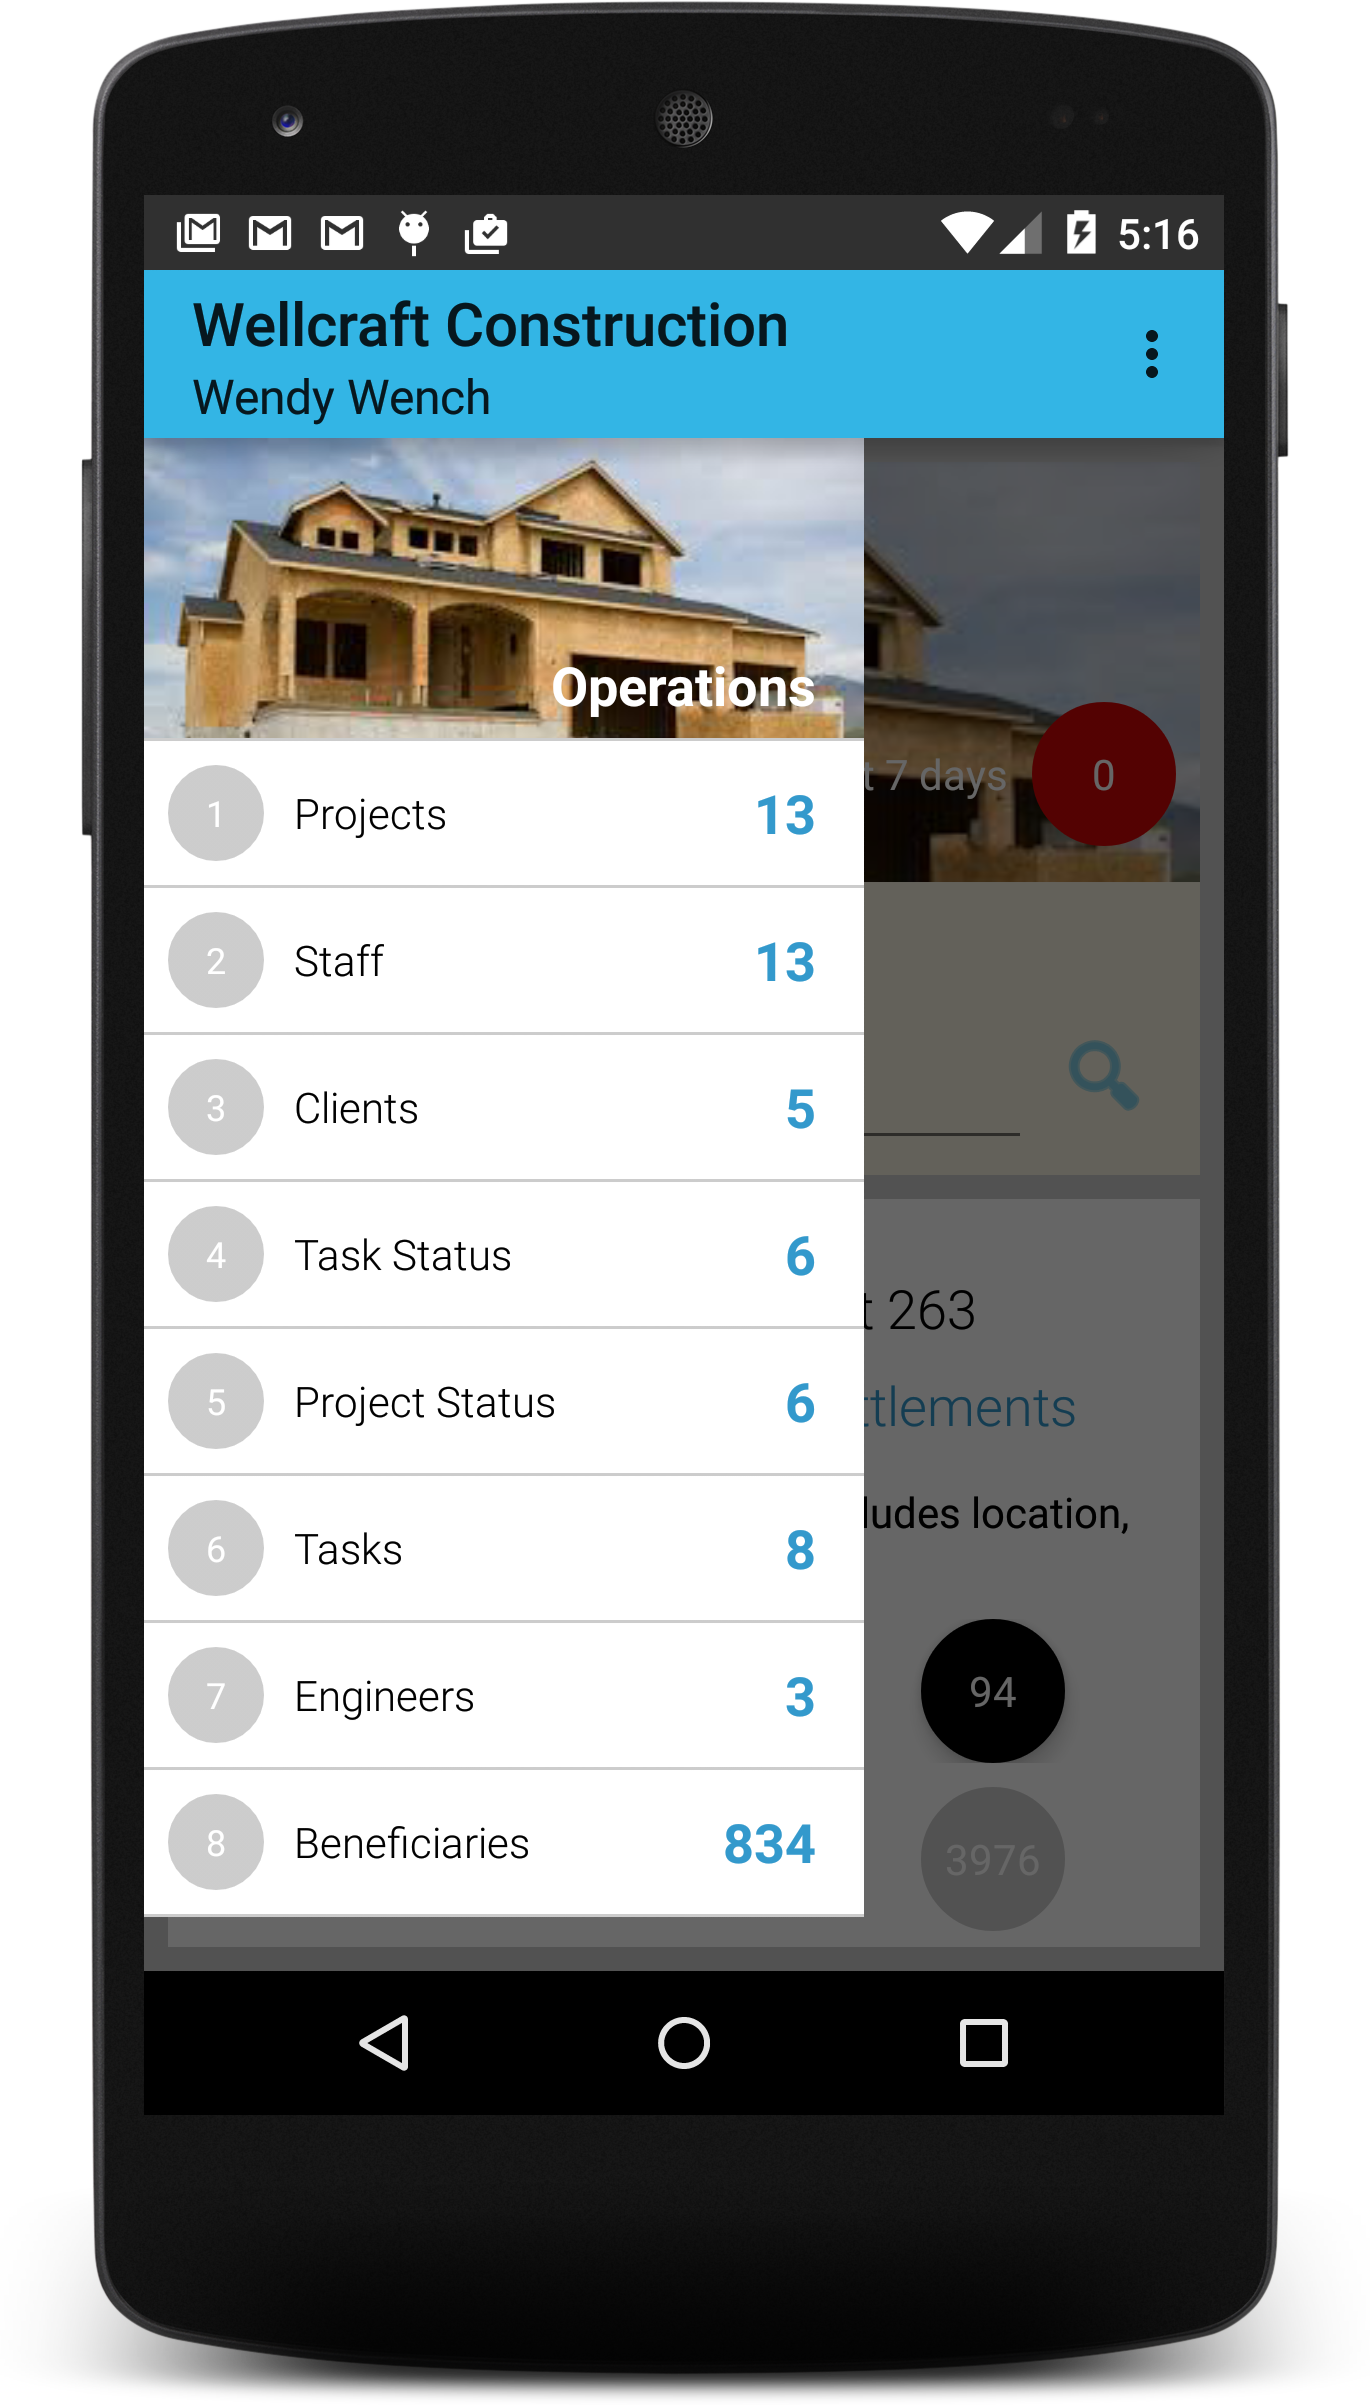 5:16
Wellcraft Construction
Wendy Wench
Operations
t 7 days 0
1 Projects 13
2 Staff 13
3 Clients 5
4 Task Status 6
t 263
5 Project Status 6
ttlements
ludes location,
6 Tasks 8
7 Engineers 3
94
8 Beneficiaries 834
3976